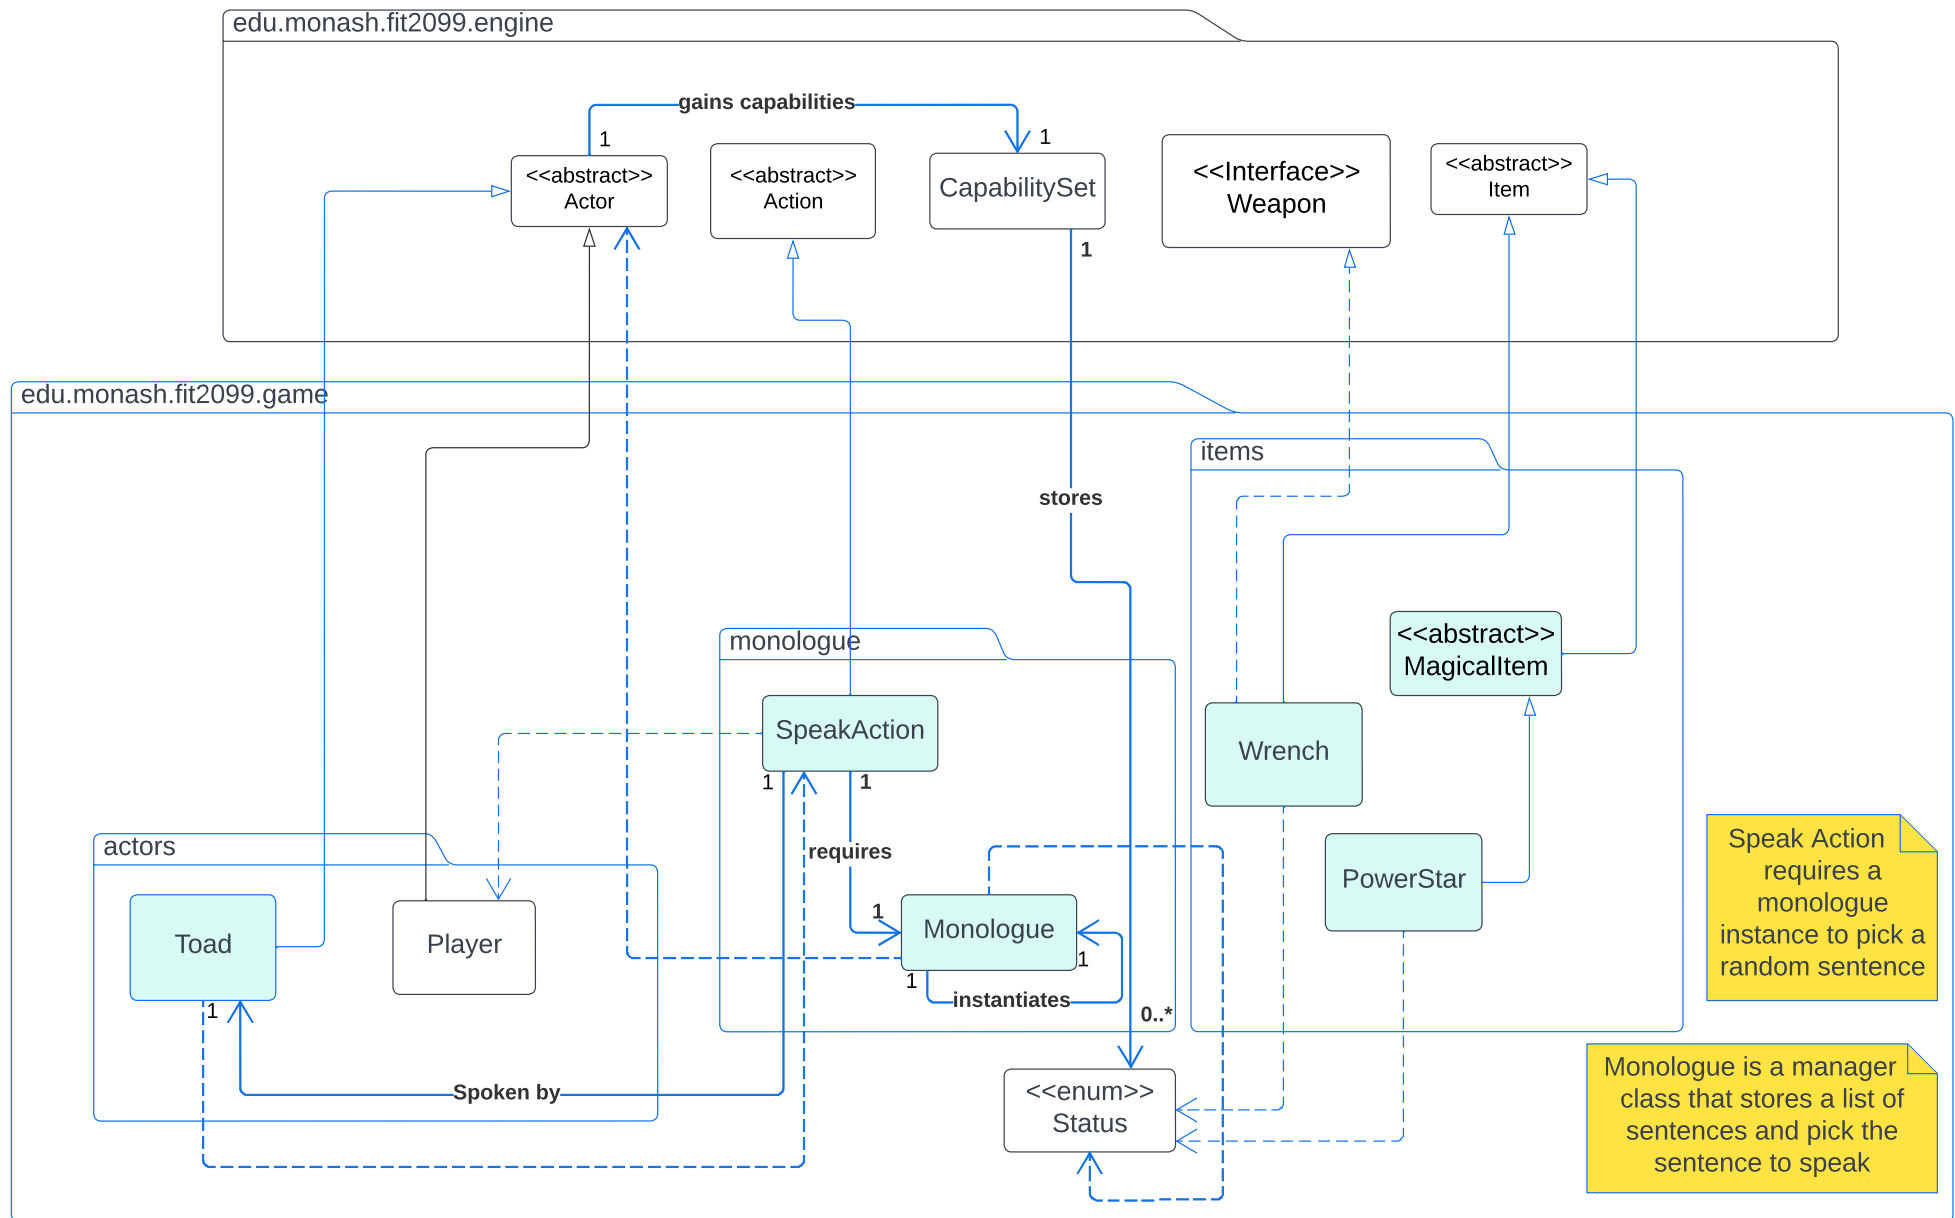 edu.monash.fit2099.engine
gains capabilities
1
1
<<abstract>>
Actor
<<abstract>>
Action
CapabilitySet
<<Interface>>
Weapon
<<abstract>>
Item
1
edu.monash.fit2099.game
items
stores
monologue
<<abstract>>
MagicalItem
SpeakAction
Wrench
1
1
requires
actors
Toad
Player
1
Monologue
1
1
instantiates
PowerStar
Speak Action
requires a
monologue
instance to pick a
random sentence
1
0..*
Spoken by
<<enum>>
Status
Monologue is a manager
class that stores a list of
sentences and pick the
sentence to speak